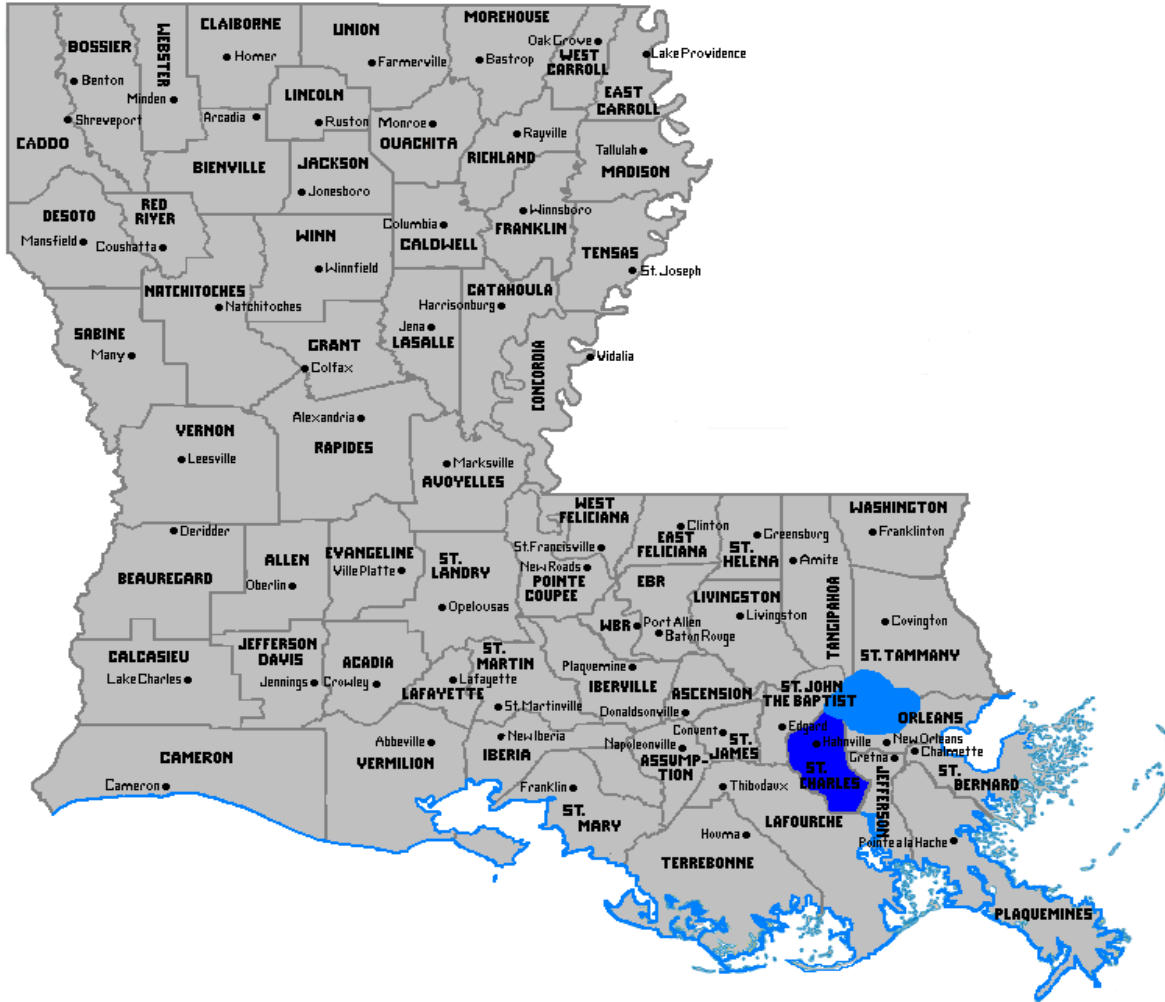 MOREHOUSE
CLAIBORNE
UNION
Oak Grove
BOSSIER
WEBSTER
Homer
Farmerville
Bastrop
WEST
CARROLL
Lake Providence
Benton
Minden
LINCOLN
EAST
CARROLL
Shreveport
Arcadia
Ruston
Monroe
OUACHITA
Rayville
CADDO
RICHLAND
Tallulah
BIENVILLE
JACKSON
MADISON
Jonesboro
RED
RIVER
DESOTO
Winnsboro
Mansfield
Coushatta
WINN
Columbia
CALDWELL
FRANKLIN
TENSAS
Winnfield
St. Joseph
NATCHITOCHES
CATAHOULA
Natchitoches
Harrisonburg
SABINE
Jena
LASALLE
GRANT
CONCORDIA
Many
Vidalia
Colfax
Alexandria
VERNON
RAPIDES
Leesville
Marksville
AVOYELLES
WEST
FELICIANA
WASHINGTON
Deridder
Clinton
EAST
FELICIANA
Greensburg
Franklinton
ALLEN
EVANGELINE
ST.
LANDRY
St. Francisville
ST.
HELENA
Amite
BEAUREGARD
Oberlin
Ville Platte
New Roads
POINTE
COUPEE
EBR
LIVINGSTON
TANGIPAHOA
Opelousas
WBR
Port Allen
Baton Rouge
Livingston
Covington
CALCASIEU
JEFFERSON
DAVIS
ACADIA
ST.
MARTIN
ST. TAMMANY
Lake Charles
Jennings
Crowley
LAFAYETTE
Lafayette
Plaquemine
IBERVILLE
ASCENSION
ST. JOHN
THE BAPTIST
St. Martinville
Donaldsonville
ORLEANS
CAMERON
Abbeville
VERMILION
New Iberia
IBERIA
Napoleonville
ASSUMP-
TION
Convent
ST.
JAMES
Edgard
Hahnville
New Orleans
Chalmette
Gretna
JEFFERSON
ST.
CHARLES
ST.
BERNARD
Cameron
Franklin
ST.
MARY
Thibodaux
LAFOURCHE
Houma
TERREBONNE
Pointe a la Hache
PLAQUEMINES